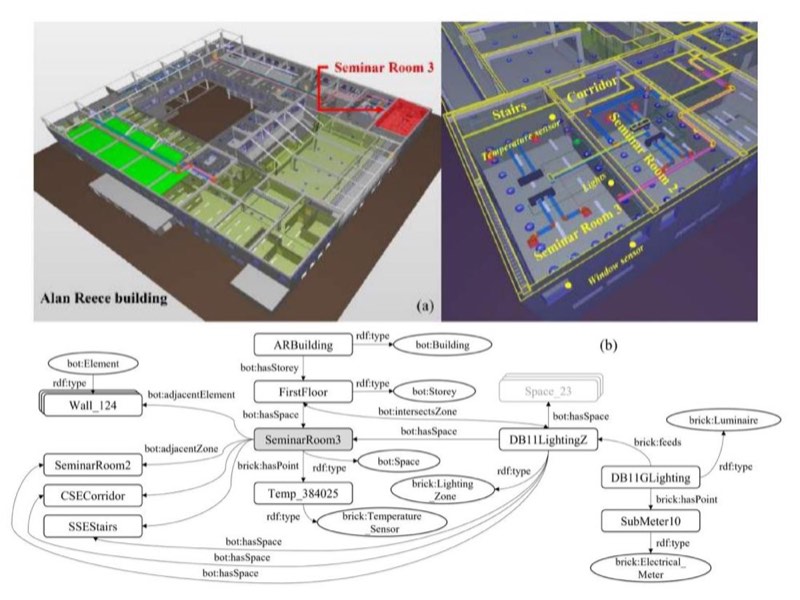 Seminar Room 3
Alan Reece building
(a)
Stairs
Corridor
Temperature sensor
Seminar Room 2
Lights
Seminar Room 3
Window sensor
(b)
ARBuilding
rdf:type
bot:Building
bot:Element
bot:hasStorey
rdf:type
Wall_124
bot:adjacentElement
FirstFloor
rdf:type
bot:Storey
Space_23
bot:hasSpace
bot:intersectsZone
bot:hasSpace
brick:Luminaire
SeminarRoom3
bot:hasSpace
DB11LightingZ
brick:feeds
bot:adjacentZone
SeminarRoom2
brick:hasPoint
rdf:type
bot:Space
rdf:type
rdf:type
DB11GLighting
CSECorridor
Temp_384025
brick:Lighting
_Zone
brick:hasPoint
SSEStairs
rdf:type
brick:Temperature
_Sensor
SubMeter10
bot:hasSpace
rdf:type
bot:hasSpace
brick:Electrical_
Meter
bot:hasSpace